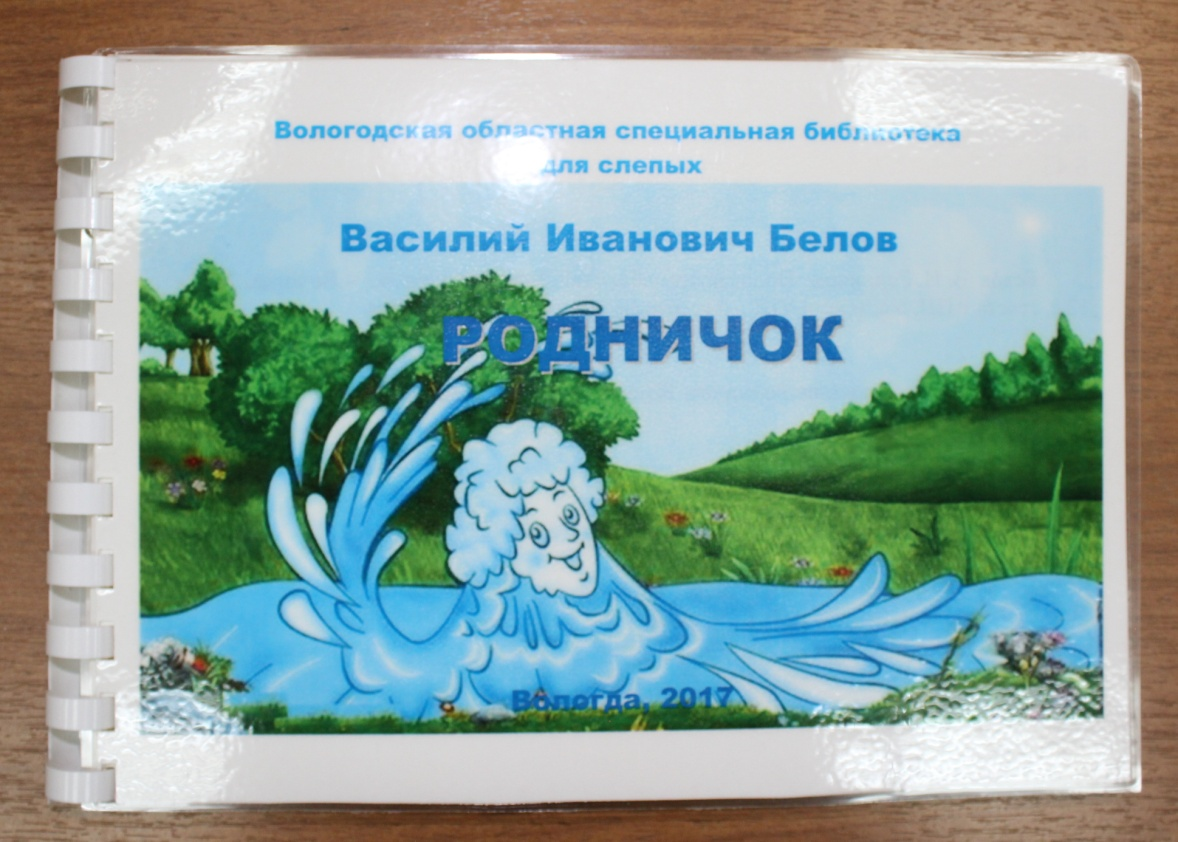 Вологодская областная специальная библиотека
для слепых
Василий Иванович Белов
РОДНИЧОК
Вологда, 2017